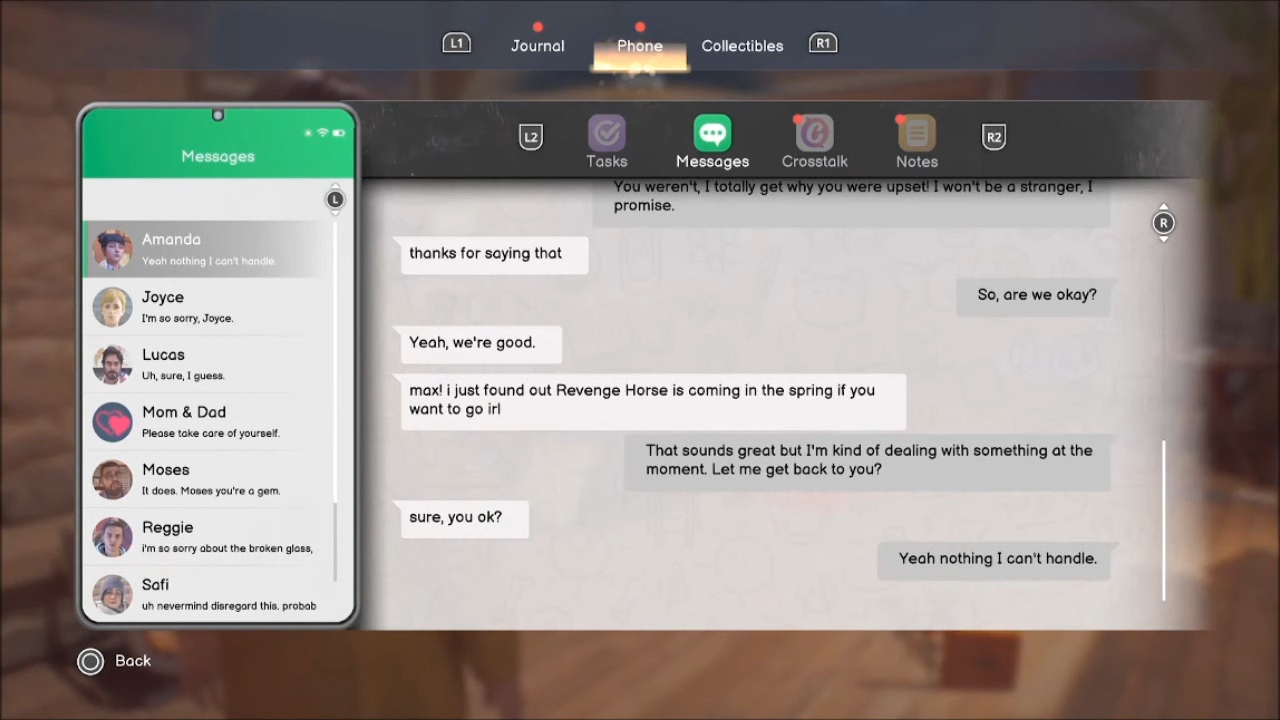 L1
Journal
Phone
Collectibles
R1
Messages
L
Amanda
Yeah nothing I can't handle.
Joyce
I'm so sorry, Joyce.
Lucas
Uh, sure, I guess.
Mom & Dad
Please take care of yourself.
Moses
It does. Moses you're a gem.
Reggie
i'm so sorry about the broken glass,
Safi
uh nevermind disregard this. probab
L2
Tasks
Messages
Crosstalk
Notes
R2
You weren't, I totally get why you were upset! I won't be a stranger, I
promise.
R
thanks for saying that
So, are we okay?
Yeah, we're good.
max! i just found out Revenge Horse is coming in the spring if you
want to go irl
That sounds great but I'm kind of dealing with something at the
moment. Let me get back to you?
sure, you ok?
Yeah nothing I can't handle.
Back